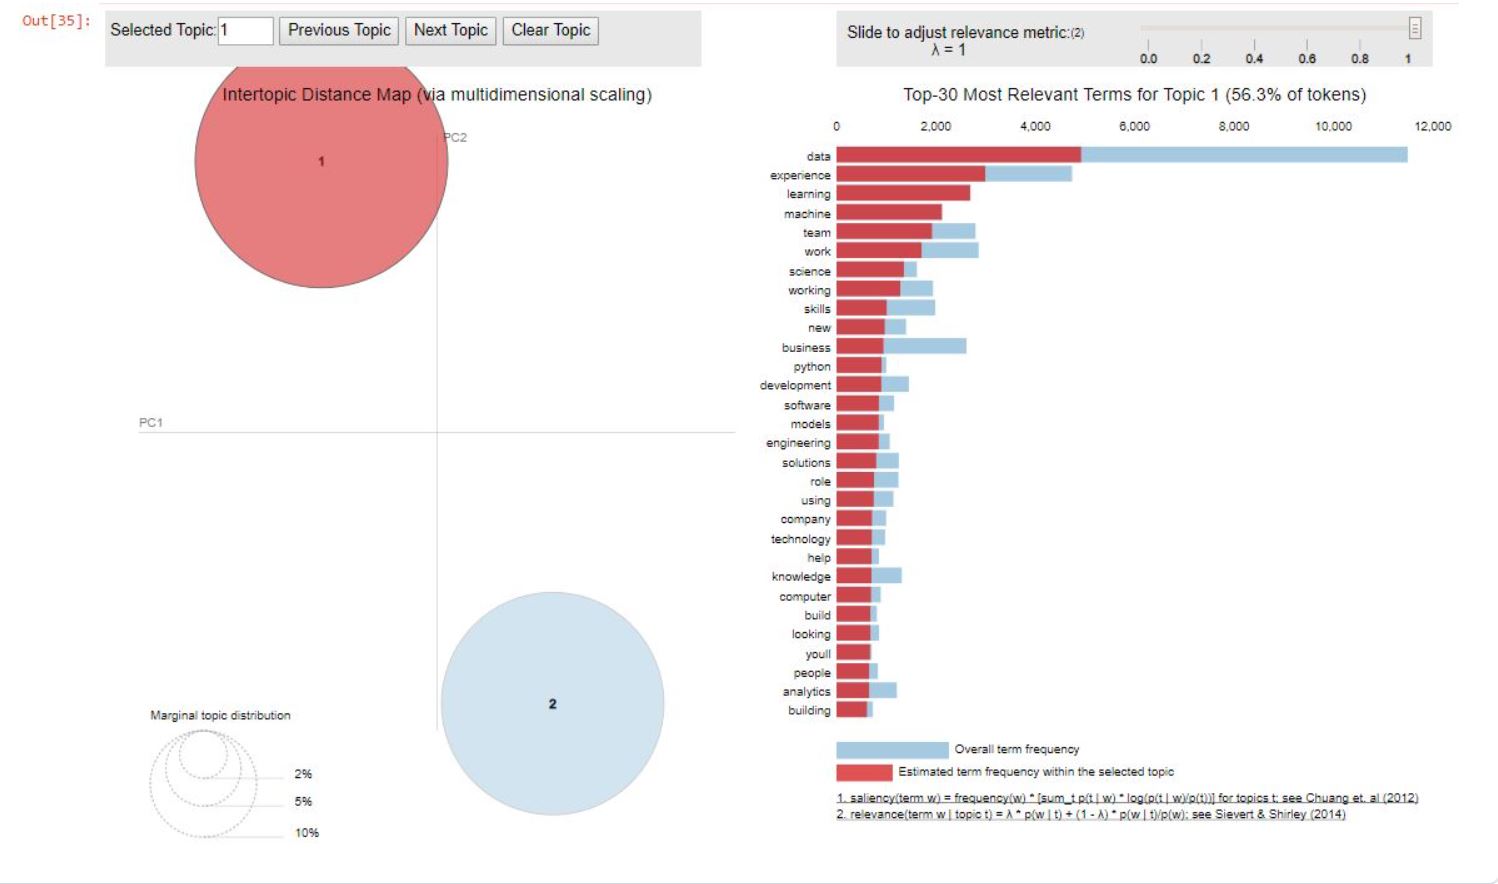 Out[35]:
Selected Topic: 1 Previous Topic Next Topic Clear Topic
Slide to adjust relevance metric:(2)
λ = 1
0.0 0.2 0.4 0.6 0.8 1
Intertopic Distance Map (via multidimensional scaling)
PC2
1
PC1
2
Marginal topic distribution
2%
5%
10%
Top-30 Most Relevant Terms for Topic 1 (56.3% of tokens)
0 2,000 4,000 6,000 8,000 10,000 12,000
data
experience
learning
machine
team
work
science
working
skills
new
business
python
development
software
models
engineering
solutions
role
using
company
technology
help
knowledge
computer
build
looking
youll
people
analytics
building
Overall term frequency
Estimated term frequency within the selected topic
1. saliency(term w) = frequency(w) * [sum_t p(t | w) * log(p(t | w)/p(t))] for topics t; see Chuang et. al (2012)
2. relevance(term w | topic t) = λ * p(w | t) + (1 - λ) * p(w | t)/p(w); see Sievert & Shirley (2014)